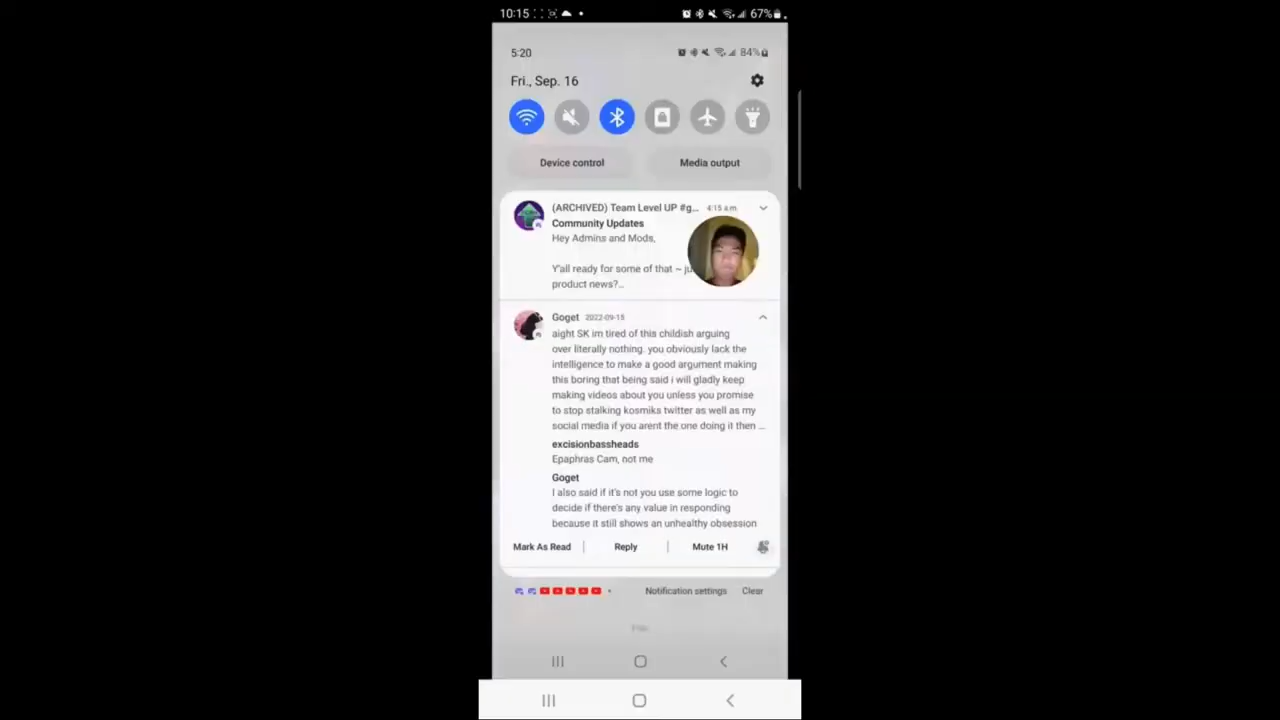 10:15
67%
5:20
84%
Fri., Sep. 16
Device control
Media output
(ARCHIVED) Team Level UP #g... 4:15 a.m.
Community Updates
Hey Admins and Mods,
Y'all ready for some of that ~ ju
product news?..
Goget 2022-09-15
aight SK im tired of this childish arguing
over literally nothing. you obviously lack the
intelligence to make a good argument making
this boring that being said i will gladly keep
making videos about you unless you promise
to stop stalking kosmiks twitter as well as my
social media if you arent the one doing it then ...
excisionbassheads
Epaphras Cam, not me
Goget
I also said if it's not you use some logic to
decide if there's any value in responding
because it still shows an unhealthy obsession
Mark As Read
Reply
Mute 1H
Notification settings
Clear